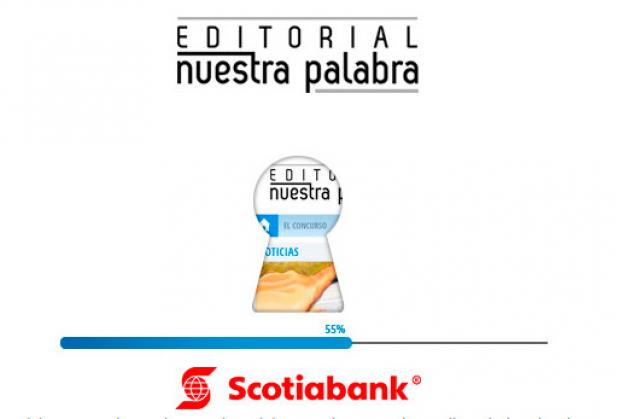 EDITORIAL
nuestra palabra
EDITO
nuestra p
EL CONCURSO
OTICIAS
55%
Scotiabank®